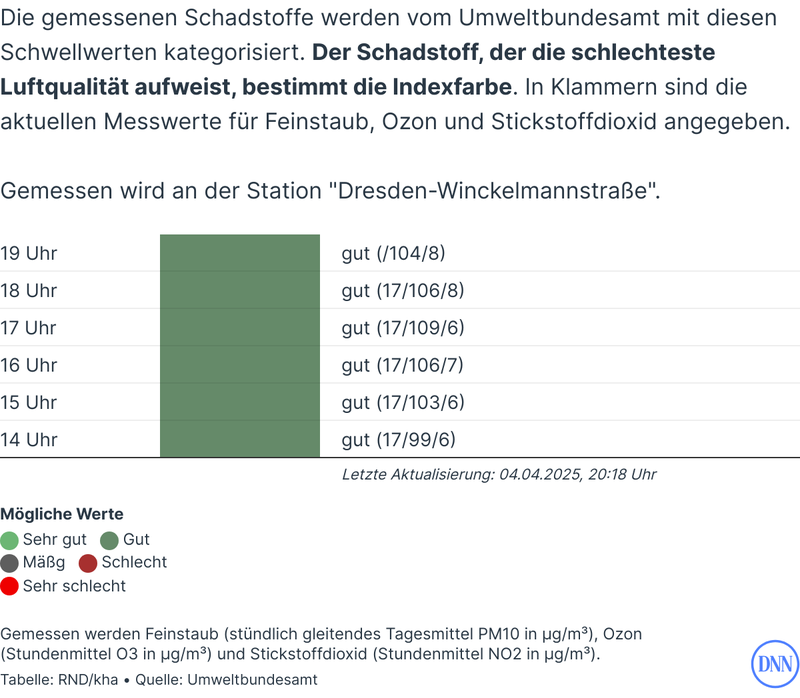 Die gemessenen Schadstoffe werden vom Umweltbundesamt mit diesen
Schwellwerten kategorisiert. Der Schadstoff, der die schlechteste
Luftqualität aufweist, bestimmt die Indexfarbe. In Klammern sind die
aktuellen Messwerte für Feinstaub, Ozon und Stickstoffdioxid angegeben.
Gemessen wird an der Station "Dresden-Winckelmannstraße".
19 Uhr gut (/104/8)
18 Uhr gut (17/106/8)
17 Uhr gut (17/109/6)
16 Uhr gut (17/106/7)
15 Uhr gut (17/103/6)
14 Uhr gut (17/99/6)
Letzte Aktualisierung: 04.04.2025, 20:18 Uhr
Mögliche Werte
Sehr gut Gut
Mäßg Schlecht
Sehr schlecht
Gemessen werden Feinstaub (stündlich gleitendes Tagesmittel PM10 in µg/m³), Ozon
(Stundenmittel O3 in µg/m³) und Stickstoffdioxid (Stundenmittel NO2 in µg/m³).
Tabelle: RND/kha • Quelle: Umweltbundesamt
DNN